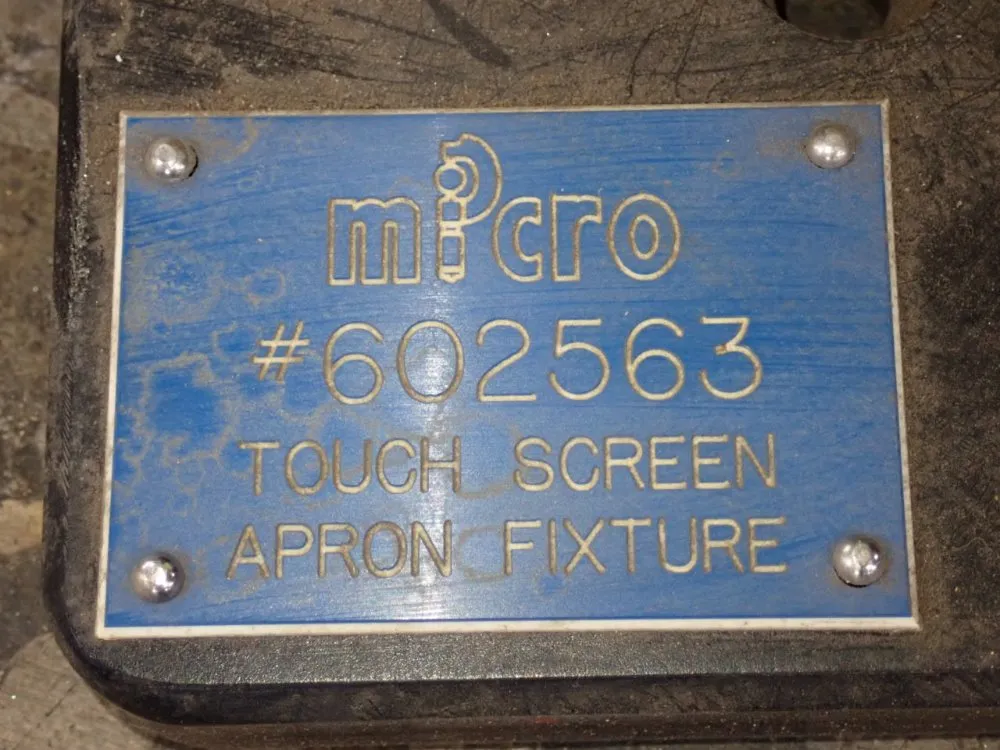 micro
#602563
TOUCH SCREEN
APRON FIXTURE